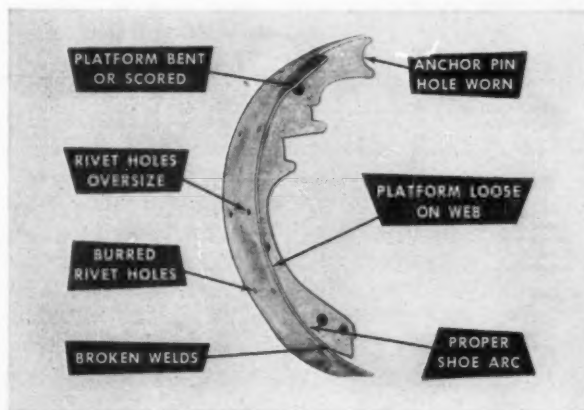 PLATFORM BENT
OR SCORED
ANCHOR PIN
HOLE WORN
RIVET HOLES
OVERSIZE
PLATFORM LOOSE
ON WEB
BURRED
RIVET HOLES
BROKEN WELDS
PROPER
SHOE ARC